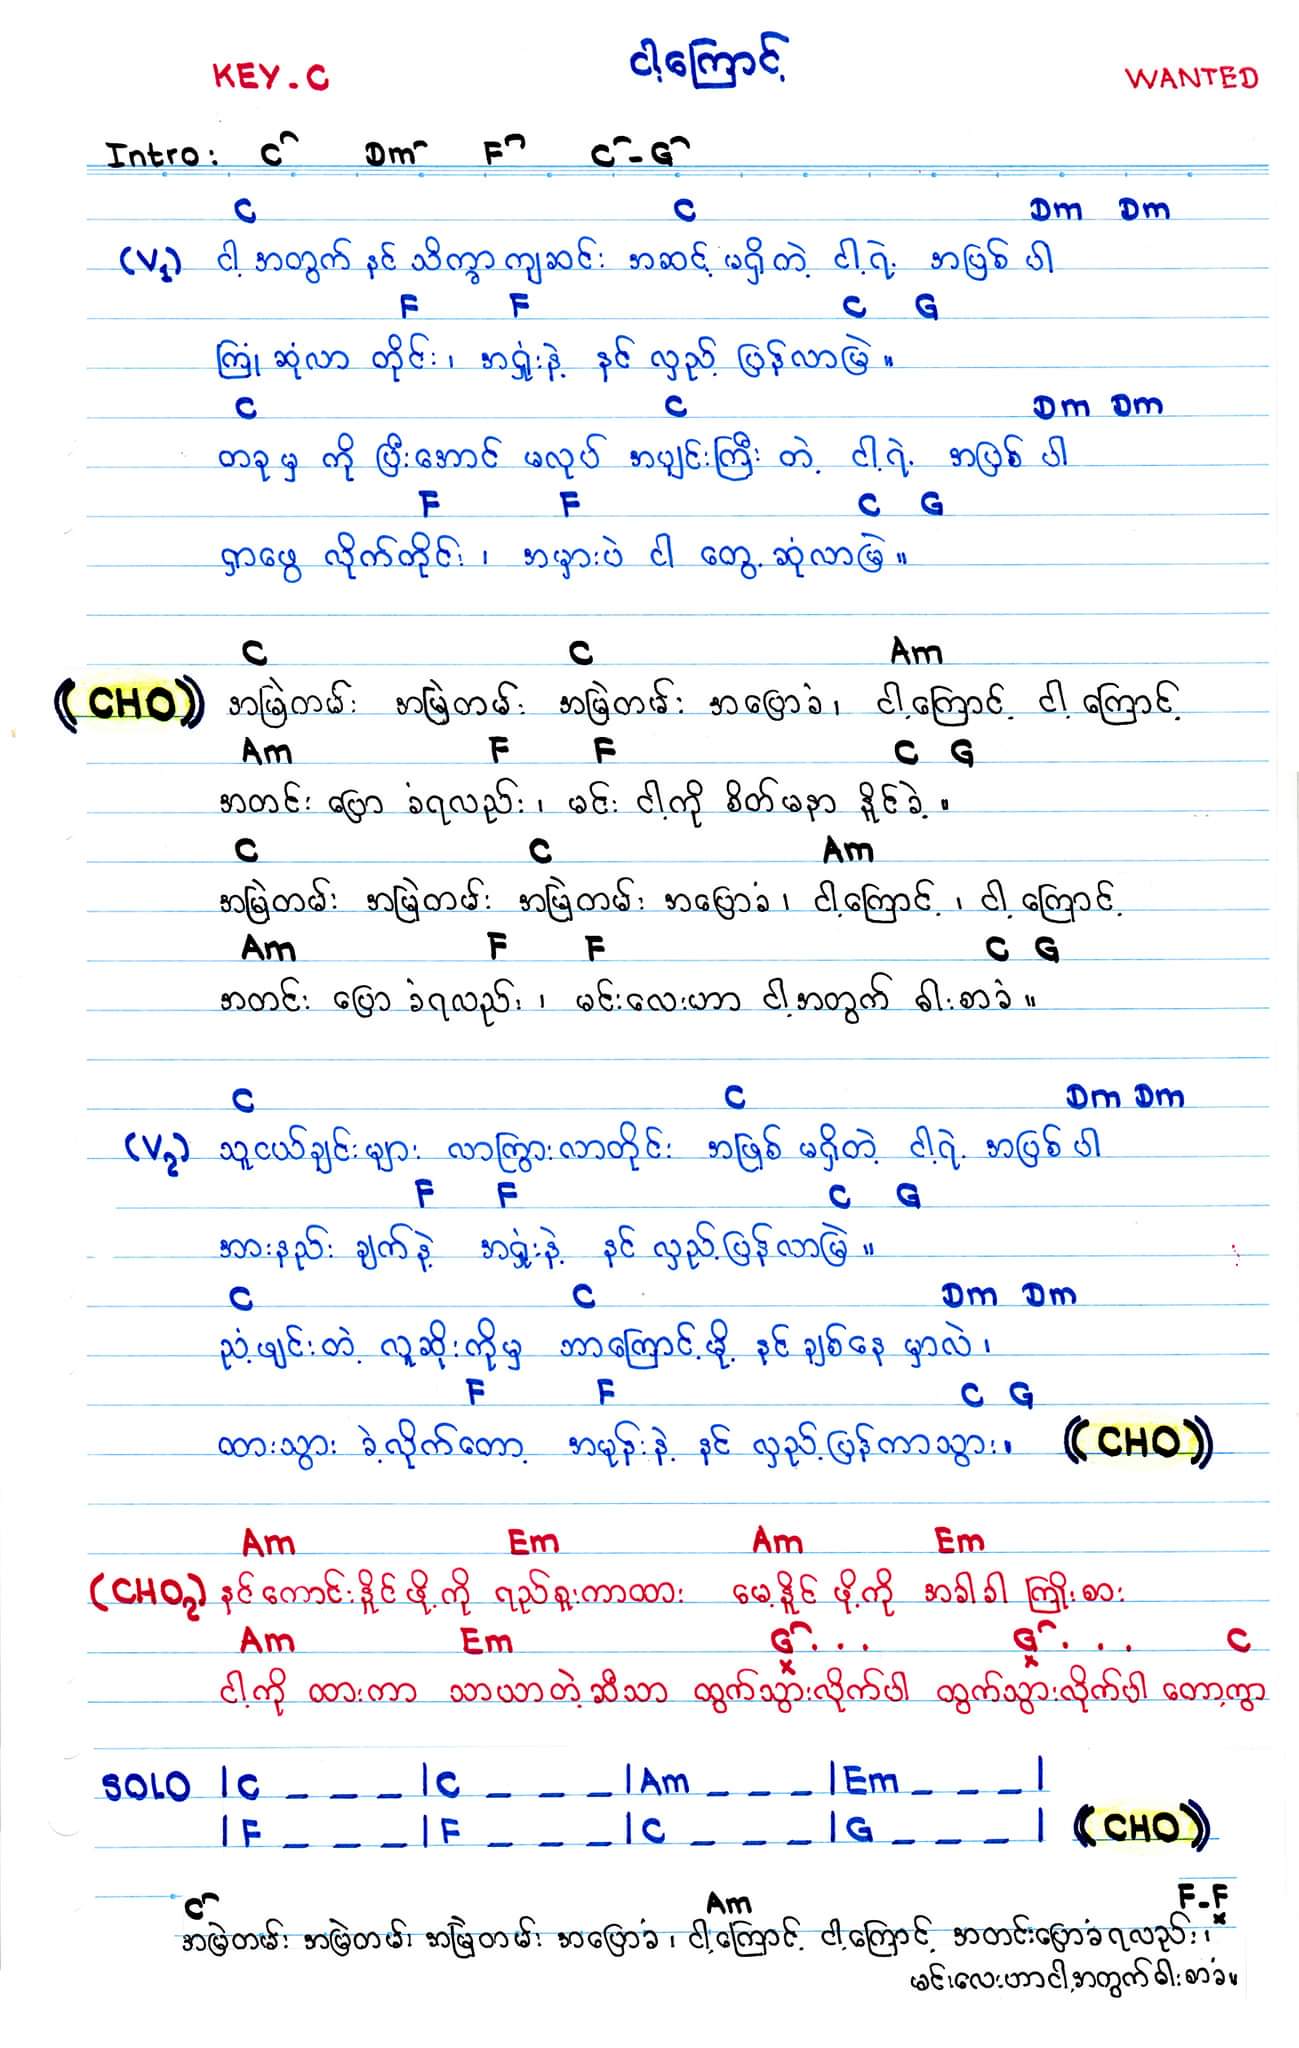 KEY - C
ငါ့ကြောင့်
WANTED
Intro : C⌢ Dm⌢ F⌢ C⌢ - G⌢
C C Dm Dm
(V1) ငါ့ အတွက် နင် သိက္ခာကျဆင်း အဆင့် မရှိတဲ့ ငါ့ရဲ့ အဖြစ် ပါ
F F C G
ကြုံ ဆုံလာ တိုင်း၊ အရှုံးနဲ့ နင် လှည့် ပြန်လာမြဲ။
C C Dm Dm
တခုမှ ကို ပြီးအောင် မလုပ် အပျင်းကြီး တဲ့ ငါ့ရဲ့ အဖြစ် ပါ
F F C G
ရှာဖွေ လိုက်တိုင်း၊ အမှားပဲ ငါ တွေ့ ဆုံလာမြဲ။
C C Am
(CHO) အမြဲတမ်း အမြဲတမ်း အမြဲတမ်း အပြောခံ၊ ငါ့ကြောင့် ငါ့ ကြောင့်
Am F F C G
အတင်း ပြော ခံရလည်း၊ မင်း ငါ့ကို စိတ်မနာ နိူင်ခဲ့။
C C Am
အမြဲတမ်း အမြဲတမ်း အမြဲတမ်း အပြောခံ၊ ငါ့ကြောင့်၊ ငါ့ ကြောင့်
Am F F C G
အတင်း ပြော ခံရလည်း၊ မင်းလေးဟာ ငါ့အတွက် ဓါးစာခံ။
C C Dm Dm
(V2) သူငယ်ချင်းများ လာကြွားလာတိုင်း အဖြစ် မရှိတဲ့ ငါ့ရဲ့ အဖြစ်ပါ
F F C G
အားနည်း ချက်နဲ့ အရှုံးနဲ့ နင် လှည့်ပြန်လာမြဲ။
C C Dm Dm
ညံ့ဖျင်းတဲ့ လူဆိုးကိုမှ ဘာကြောင့်မို့ နင် ချစ်နေ မှာလဲ၊
F F C G
ထားသွား ခဲ့လိုက်တော့ အမုန်းနဲ့ နင် လှည့်ပြန်ကာသွား။ (CHO)
Am Em Am Em
(CHO2) နင်ကောင်းနိူင်ဖို့ကို ရည်စူးကာထား မေ့နိူင် ဖို့ကို အခါခါ ကြိုးစား
Am Em G⌢ . . . G⌢ . . . C
ငါ့ကို ထားကာ သာယာတဲ့ဆီသာ ထွက်သွားလိုက်ပါ ထွက်သွားလိုက်ပါ တော့ကွာ
SOLO |C _ _ _ |C _ _ _ |Am _ _ _ |Em _ _ _ |
|F _ _ _ |F _ _ _ |C _ _ _ |G _ _ _ | (CHO)
C⌢ Am F - F
အမြဲတမ်း အမြဲတမ်း အမြဲတမ်း အပြောခံ၊ ငါ့ကြောင့် ငါ့ကြောင့် အတင်းပြောခံရလည်း၊
မင်းလေးဟာငါ့အတွက်ဓါးစာခံ။